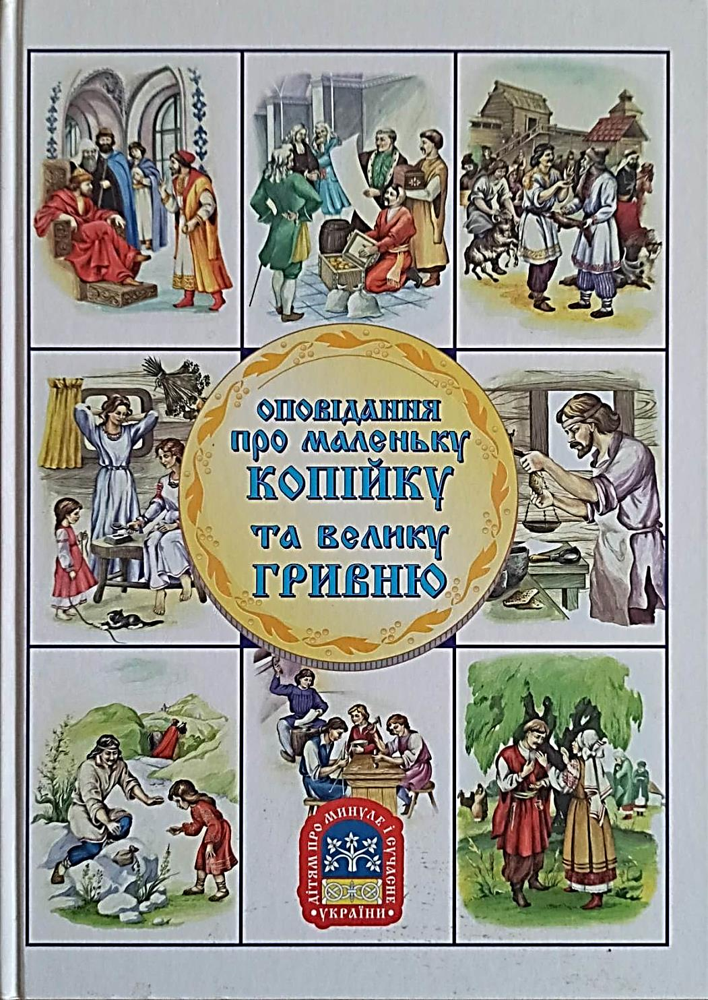 ОПОВІДАННЯ
ПРО МАЛЕНЬКУ
КОПІЙКУ
ТА ВЕЛИКУ
ГРИВНЮ
ДІТЯМ ПРО МИНУЛЕ І СУЧАСНЕ
•УКРАЇНИ•